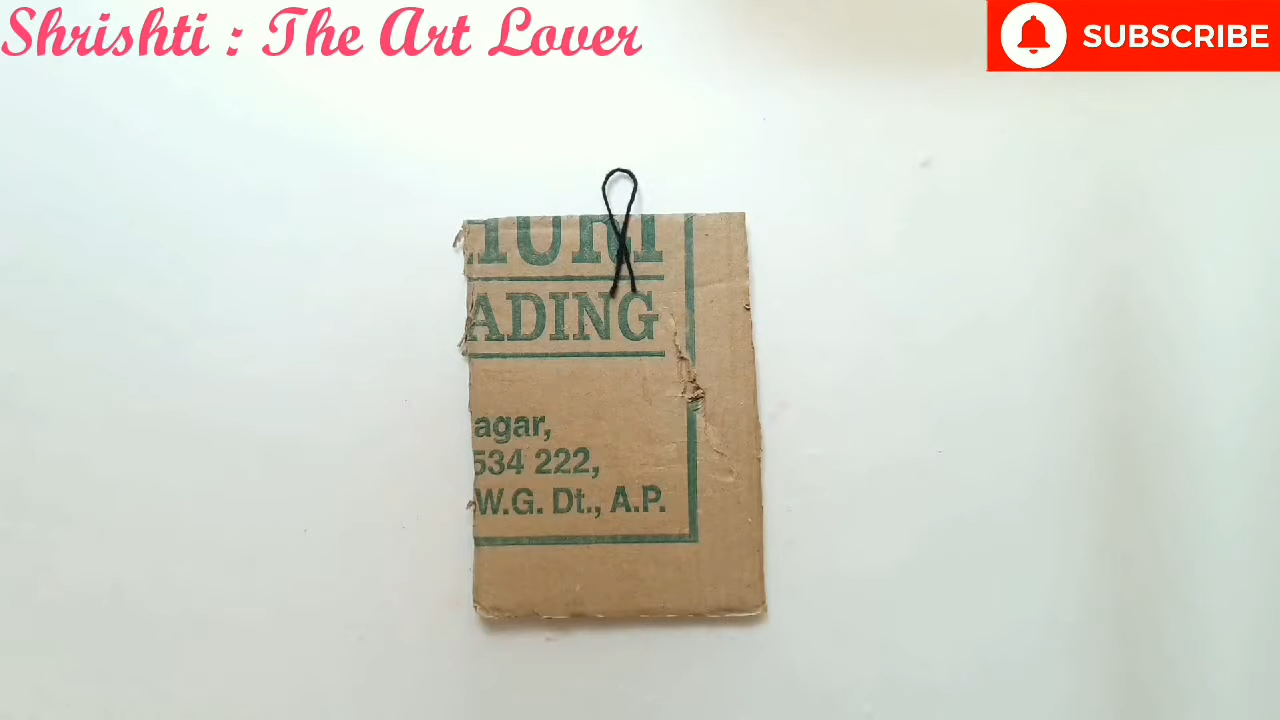 Shrishti : The Art Lover
SUBSCRIBE
ADING
agar,
534 222,
W.G. Dt., A.P.